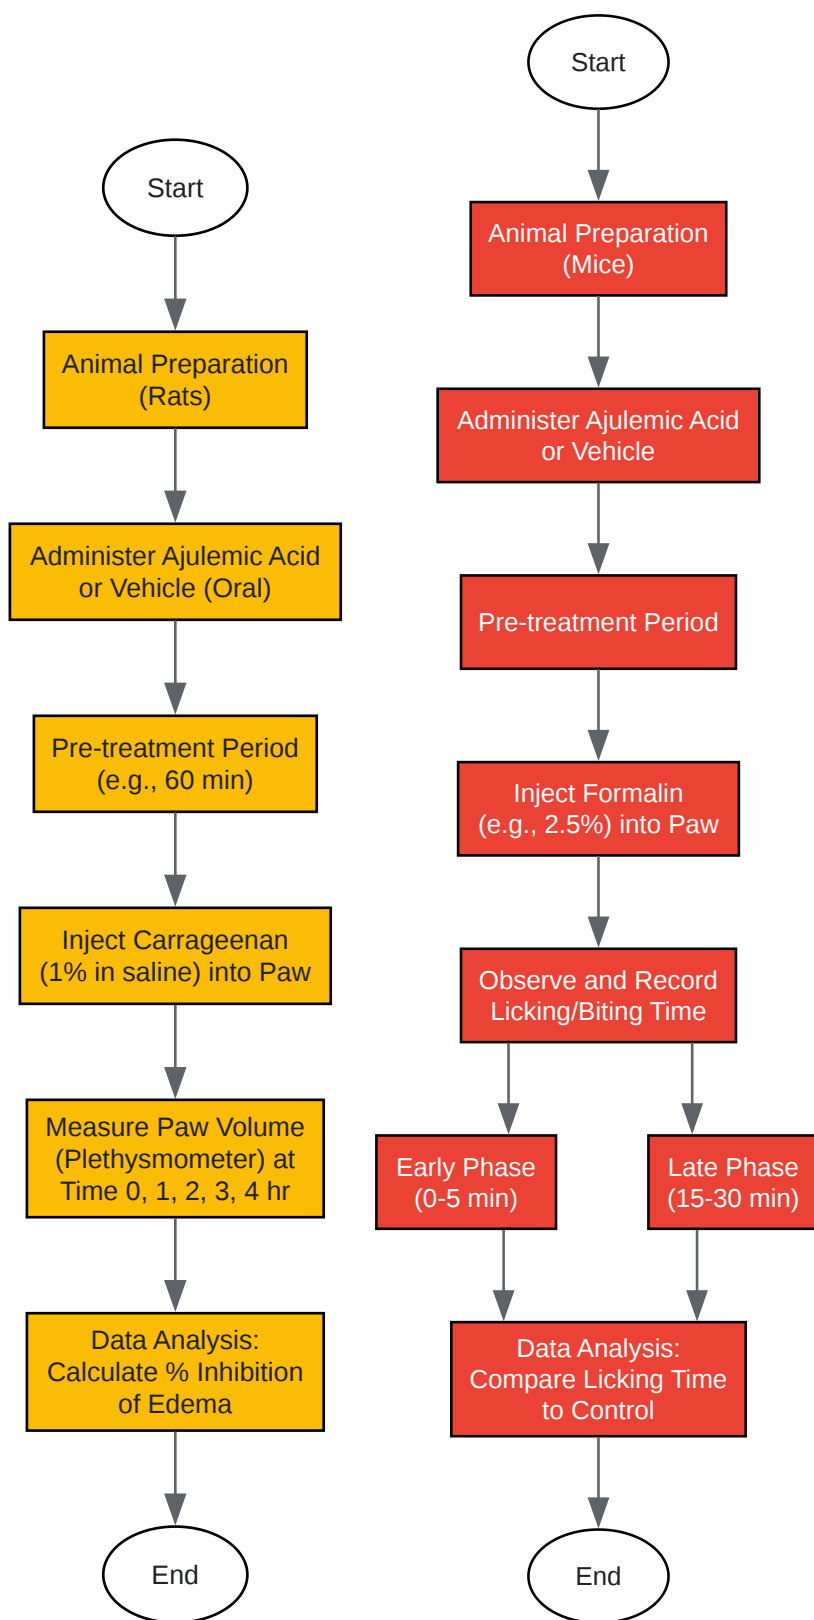 Start
Animal Preparation
(Rats)
Administer Ajulemic Acid
or Vehicle (Oral)
Pre-treatment Period
(e.g., 60 min)
Inject Carrageenan
(1% in saline) into Paw
Measure Paw Volume
(Plethysmometer) at
Time 0, 1, 2, 3, 4 hr
Data Analysis:
Calculate % Inhibition
of Edema
End
Start
Animal Preparation
(Mice)
Administer Ajulemic Acid
or Vehicle
Pre-treatment Period
Inject Formalin
(e.g., 2.5%) into Paw
Observe and Record
Licking/Biting Time
Early Phase
(0-5 min)
Late Phase
(15-30 min)
Data Analysis:
Compare Licking Time
to Control
End